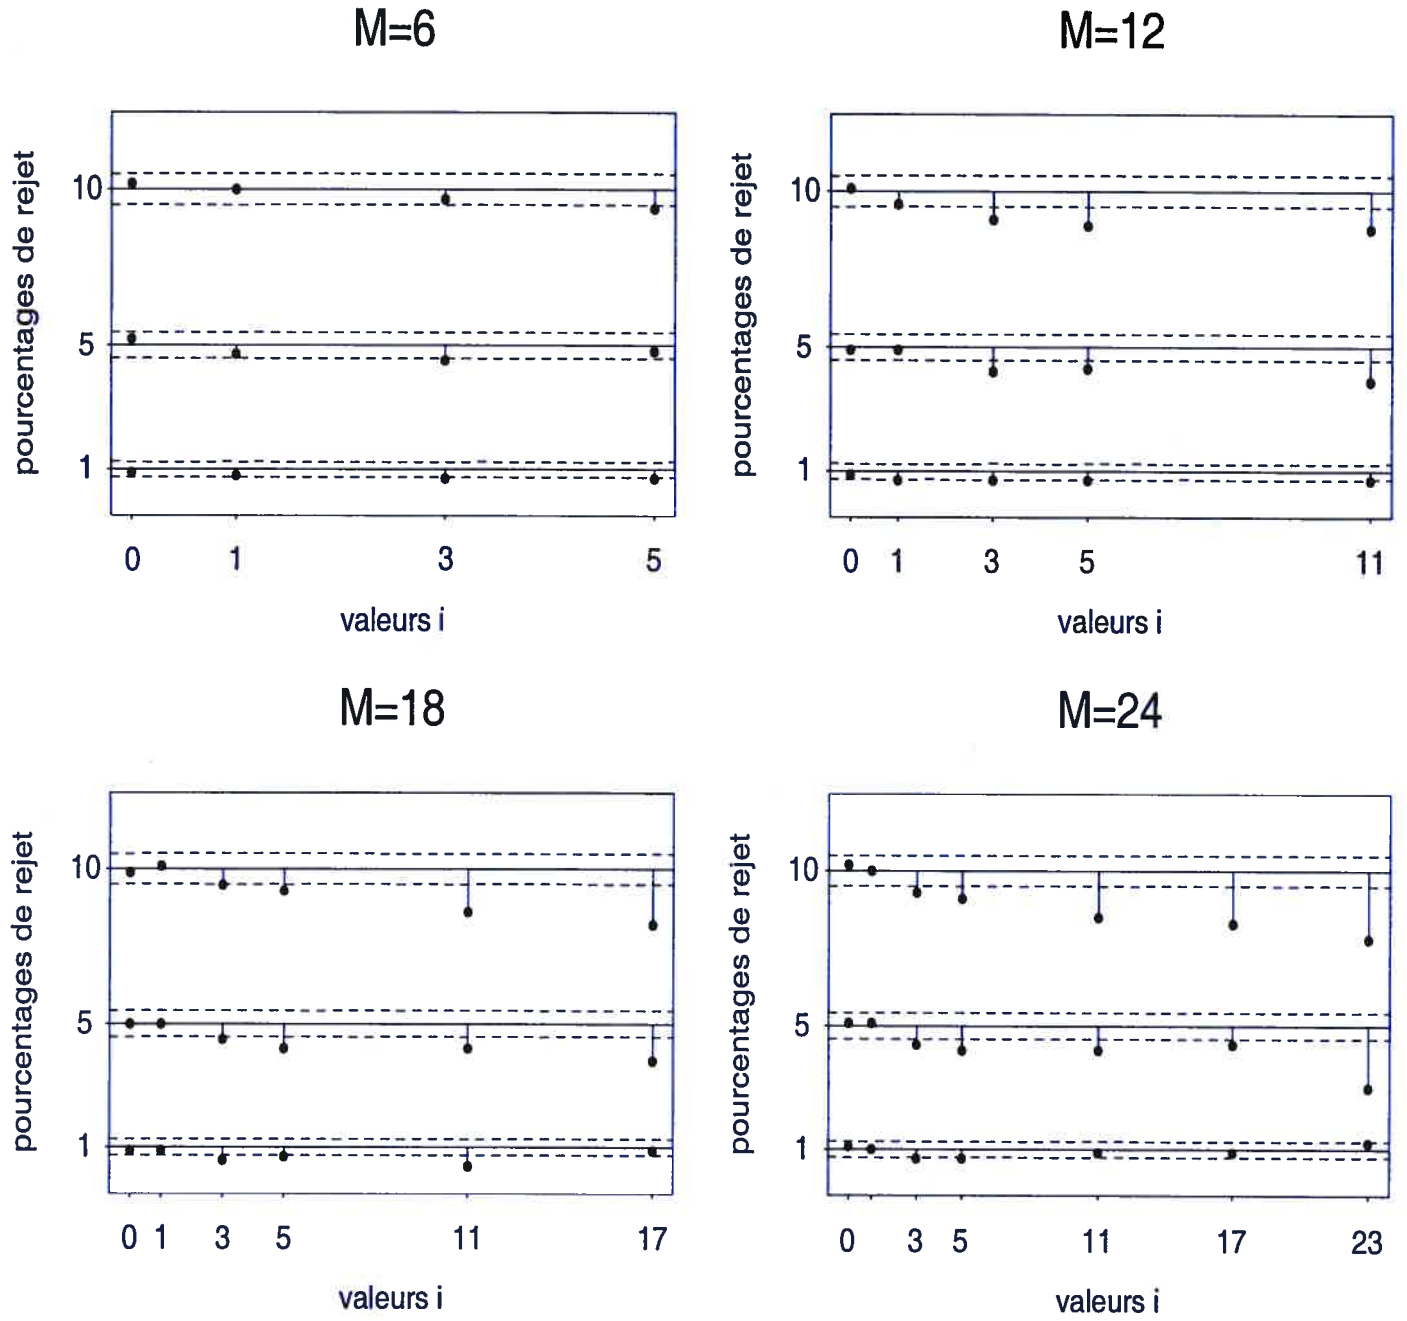 M=6
pourcentages de rejet
10
5
1
0 1 3 5
valeurs i
M=12
pourcentages de rejet
10
5
1
0 1 3 5 11
valeurs i
M=18
pourcentages de rejet
10
5
1
0 1 3 5 11 17
valeurs i
M=24
pourcentages de rejet
10
5
1
0 3 5 11 17 23
valeurs i